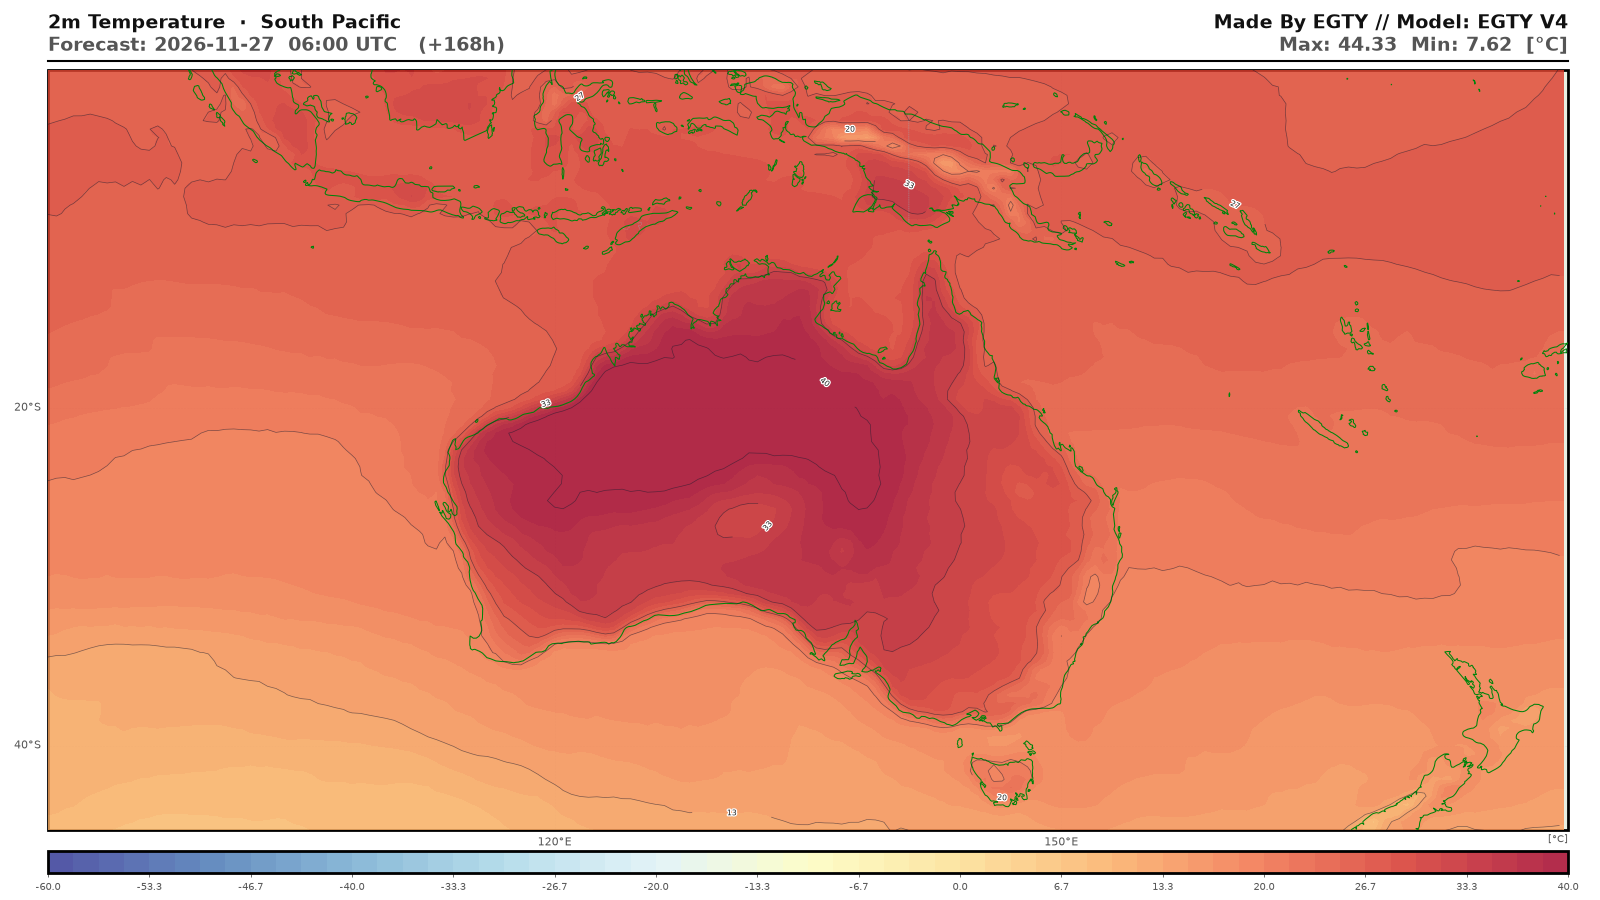 2m Temperature · South Pacific
Made By EGTY // Model: EGTY V4
Forecast: 2026-11-27 06:00 UTC (+168h)
Max: 44.33 Min: 7.62 [°C]
27
20
33
27
40
33
33
20
13
20°S
40°S
120°E
150°E
[°C]
-60.0
-53.3
-46.7
-40.0
-33.3
-26.7
-20.0
-13.3
-6.7
0.0
6.7
13.3
20.0
26.7
33.3
40.0